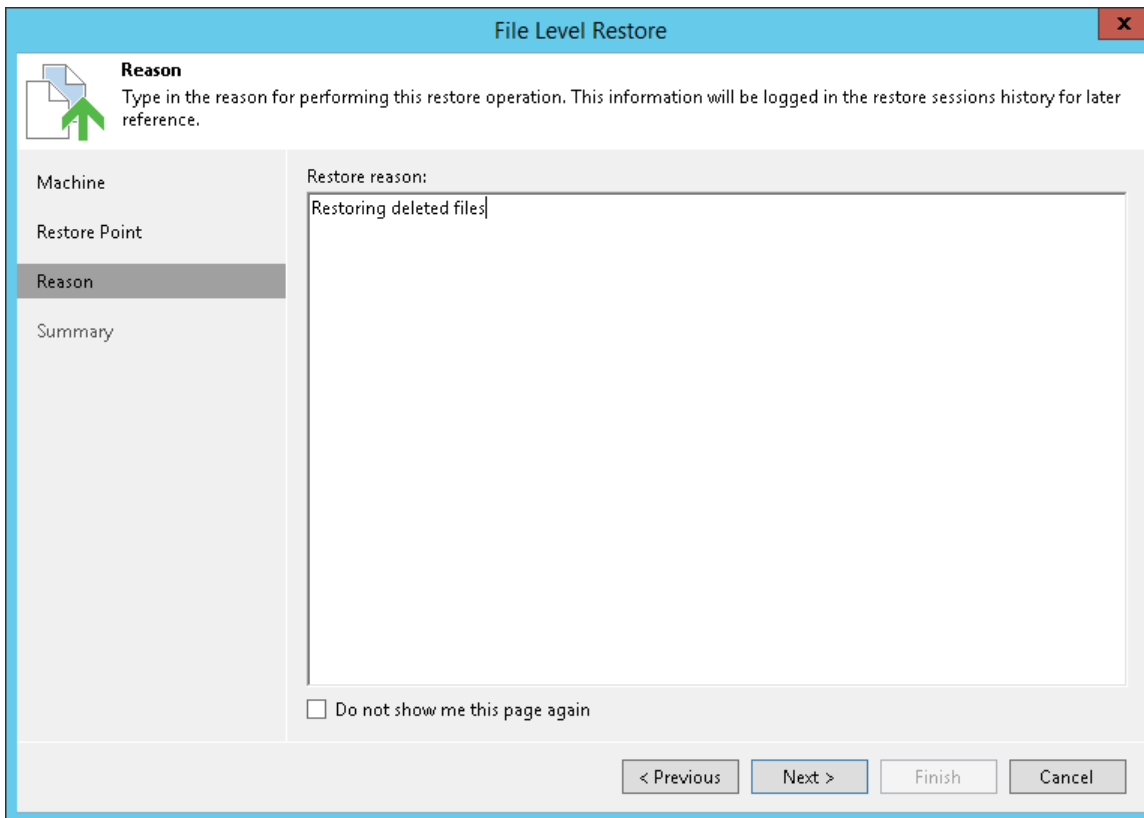 File Level Restore
x
Reason
Type in the reason for performing this restore operation. This information will be logged in the restore sessions history for later
reference.
Machine
Restore Point
Reason
Summary
Restore reason:
Restoring deleted files
Do not show me this page again
< Previous
Next >
Finish
Cancel